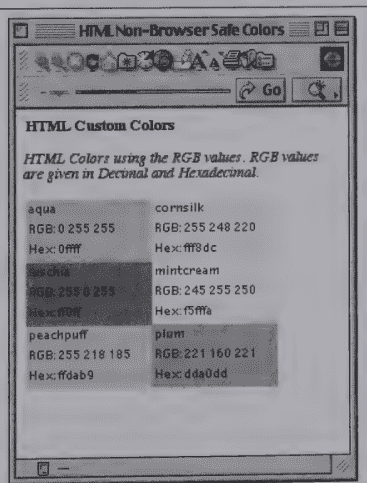 HTML Non-Browser Safe Colors
Go
HTML Custom Colors
HTML Colors using the RGB values. RGB values
are given in Decimal and Hexadecimal.
aqua
RGB: 0 255 255
Hex: 0ffff
cornsilk
RGB: 255 248 220
Hex: fff8dc
fuschia
RGB: 255 0 255
Hex: ff0ff
mintcream
RGB: 245 255 250
Hex: f5fffa
peachpuff
RGB: 255 218 185
Hex: ffdab9
plum
RGB: 221 160 221
Hex: dda0dd